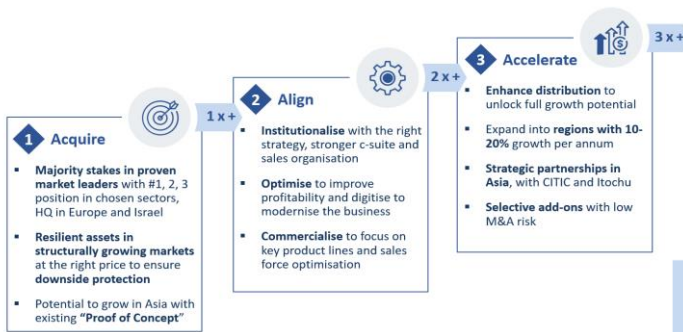 1 Acquire
1 x +
▪ Majority stakes in proven
market leaders with #1, 2, 3
position in chosen sectors,
HQ in Europe and Israel
▪ Resilient assets in
structurally growing markets
at the right price to ensure
downside protection
▪ Potential to grow in Asia with
existing “Proof of Concept”
2 Align
2 x +
▪ Institutionalise with the right
strategy, stronger c-suite and
sales organisation
▪ Optimise to improve
profitability and digitise to
modernise the business
▪ Commercialise to focus on
key product lines and sales
force optimisation
3 Accelerate
3 x +
▪ Enhance distribution to
unlock full growth potential
▪ Expand into regions with 10-
20% growth per annum
▪ Strategic partnerships in
Asia, with CITIC and Itochu
▪ Selective add-ons with low
M&A risk